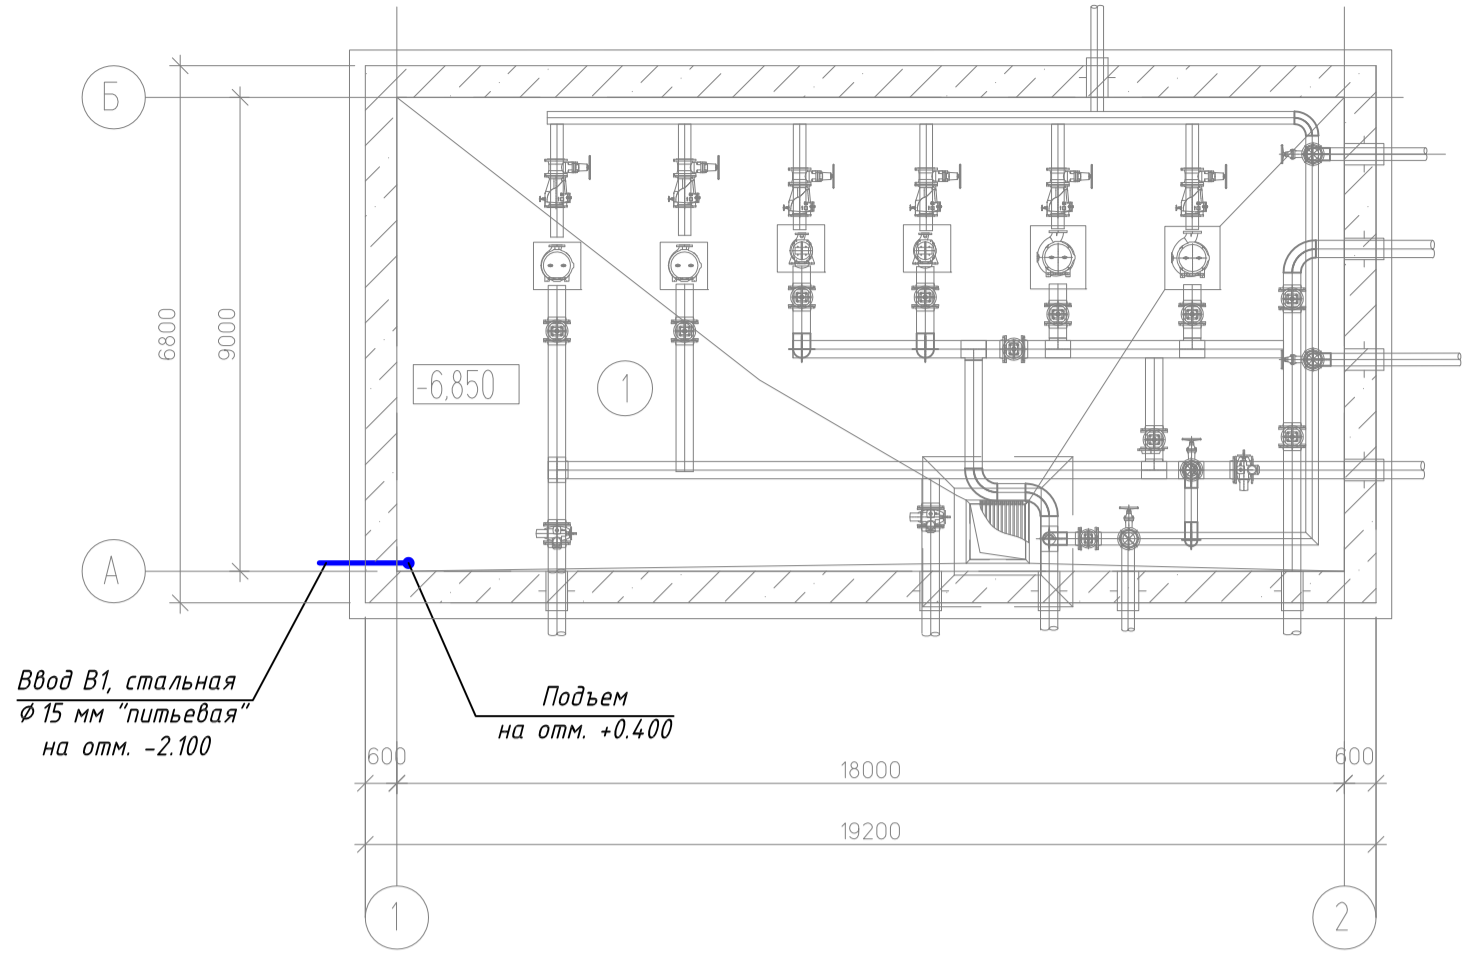 Б
6800
9000
-6,850
1
А
Ввод В1, стальная
Ф 15 мм "питьевая"
на отм. -2.100
Подъем
на отм. +0.400
600
18000
600
19200
1
2